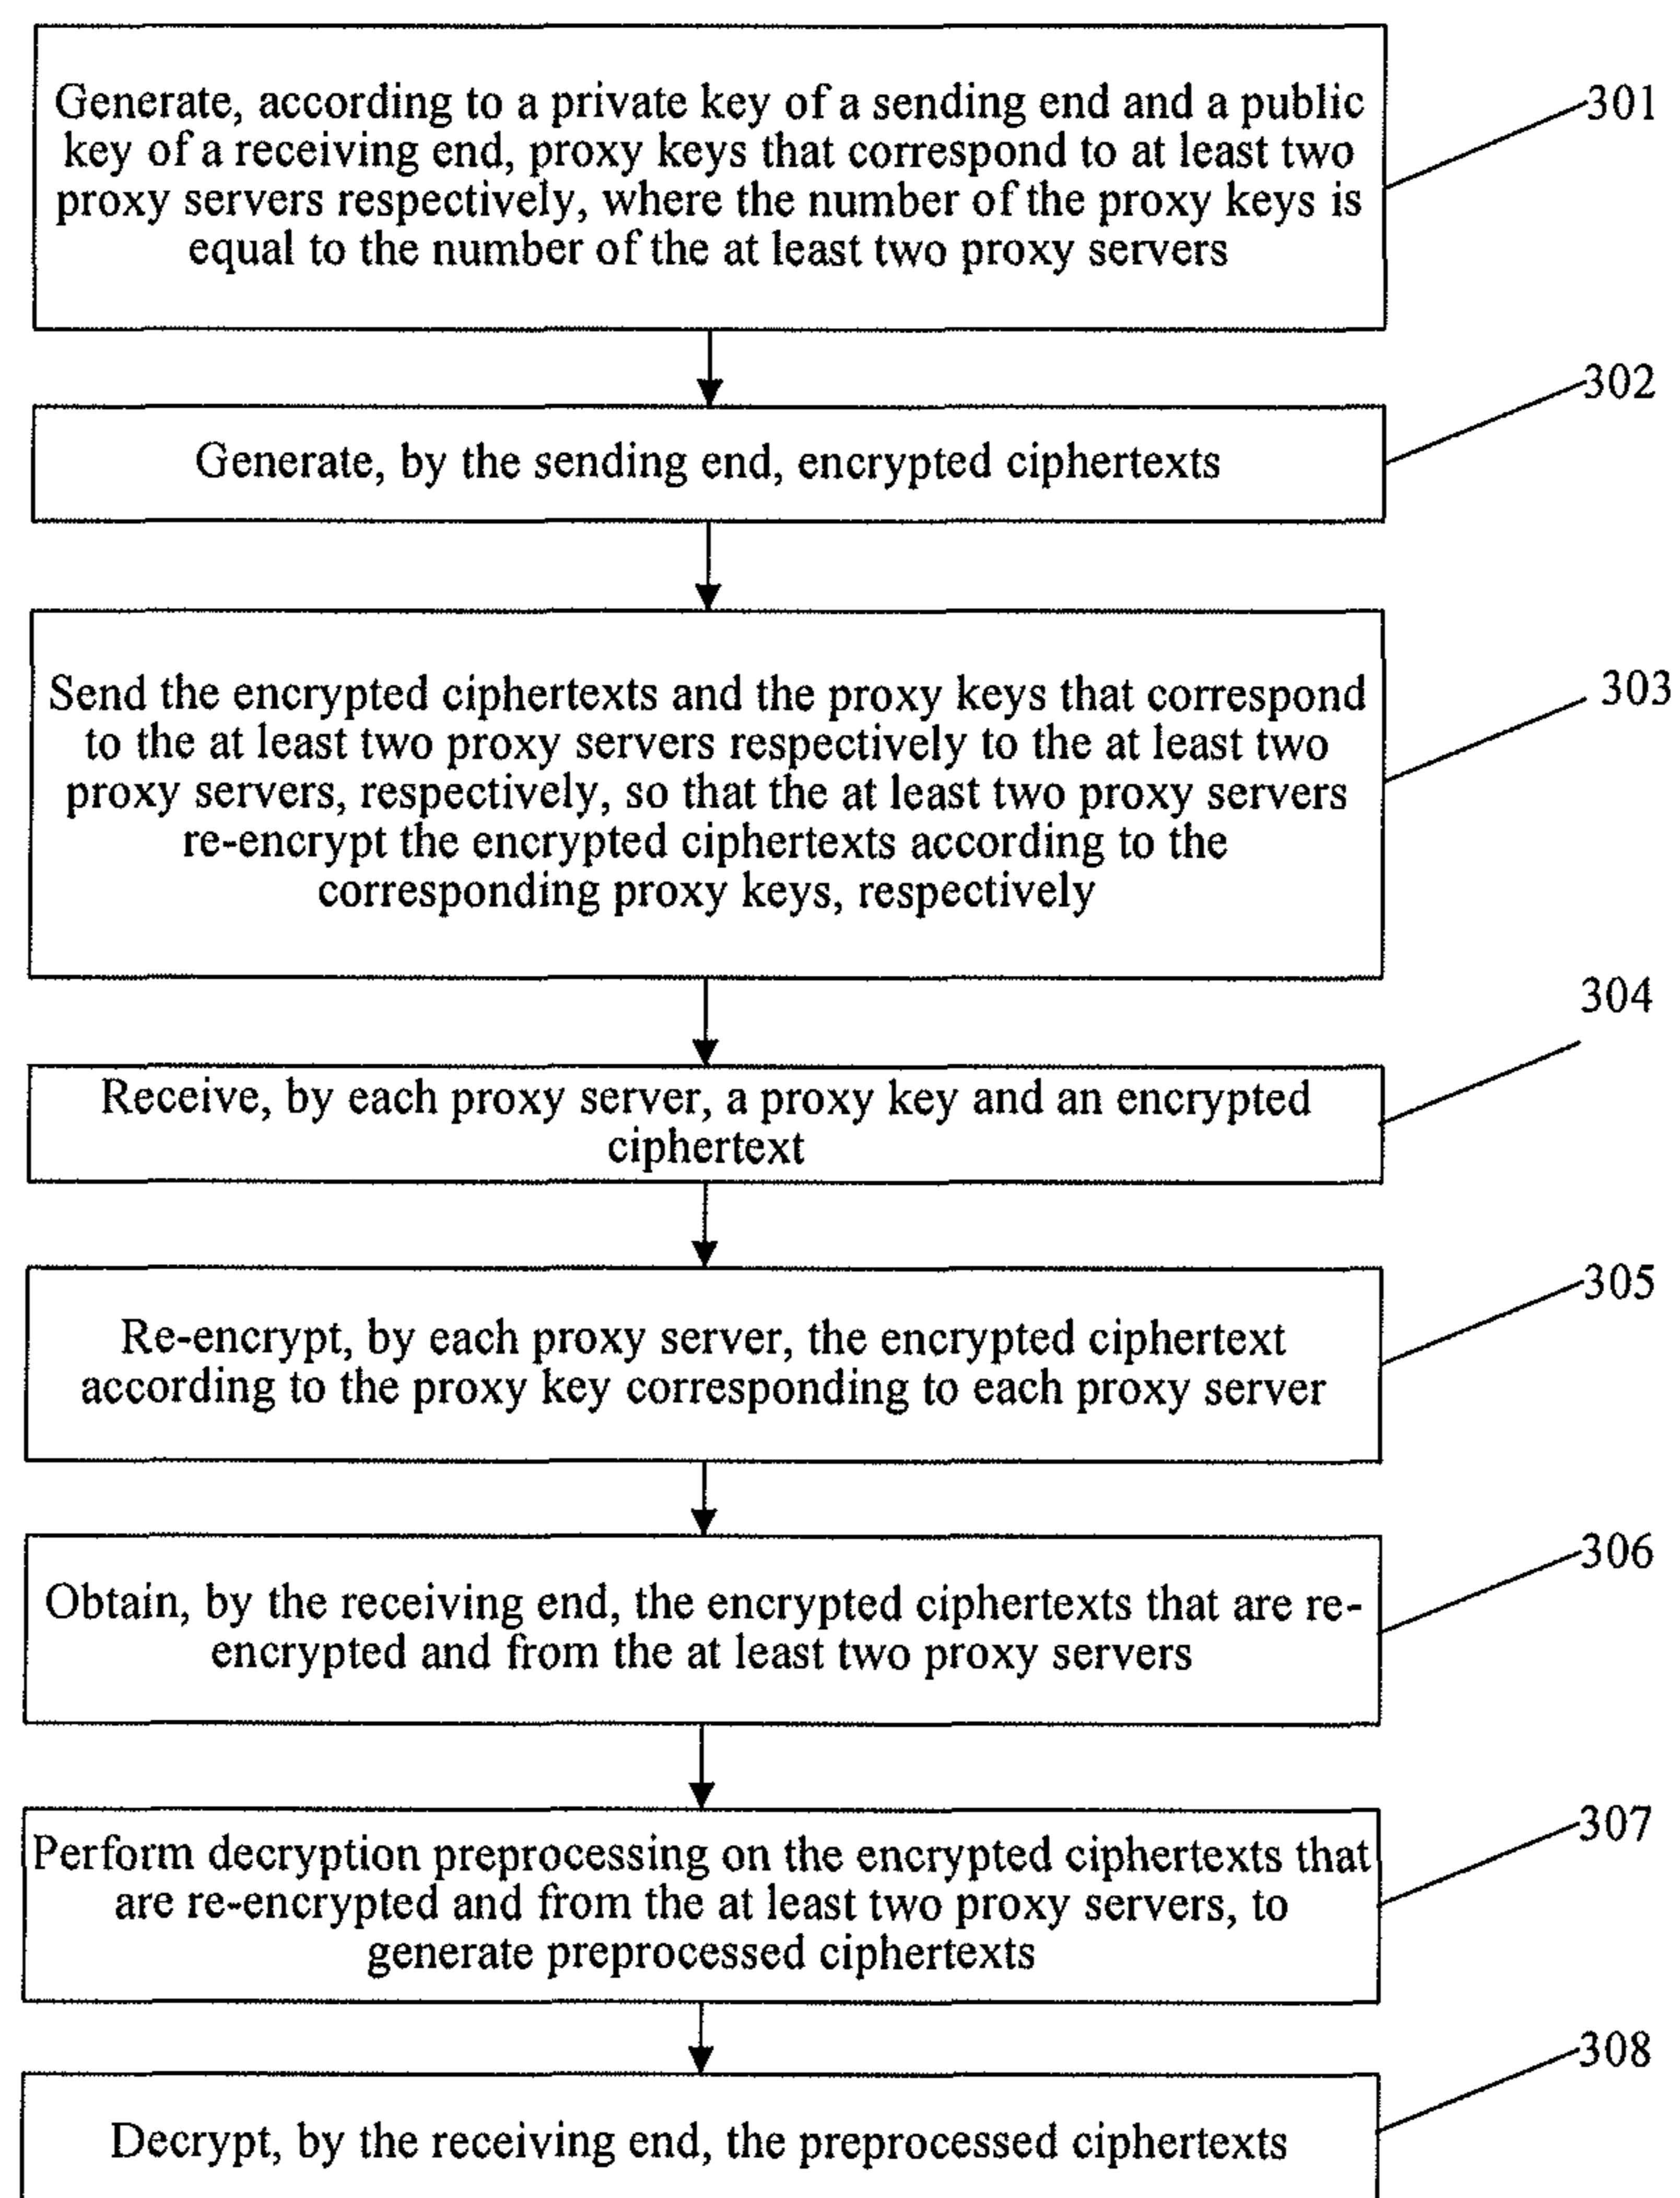 Generate, according to a private key of a sending end and a public
key of a receiving end, proxy keys that correspond to at least two
proxy servers respectively, where the number of the proxy keys is
equal to the number of the at least two proxy servers
301
302
Generate, by the sending end, encrypted ciphertexts
Send the encrypted ciphertexts and the proxy keys that correspond
to the at least two proxy servers respectively to the at least two
proxy servers, respectively, so that the at least two proxy servers
re-encrypt the encrypted ciphertexts according to the
corresponding proxy keys, respectively
303
304
Receive, by each proxy server, a proxy key and an encrypted
ciphertext
305
Re-encrypt, by each proxy server, the encrypted ciphertext
according to the proxy key corresponding to each proxy server
306
Obtain, by the receiving end, the encrypted ciphertexts that are re-
encrypted and from the at least two proxy servers
307
Perform decryption preprocessing on the encrypted ciphertexts that
are re-encrypted and from the at least two proxy servers, to
generate preprocessed ciphertexts
308
Decrypt, by the receiving end, the preprocessed ciphertexts